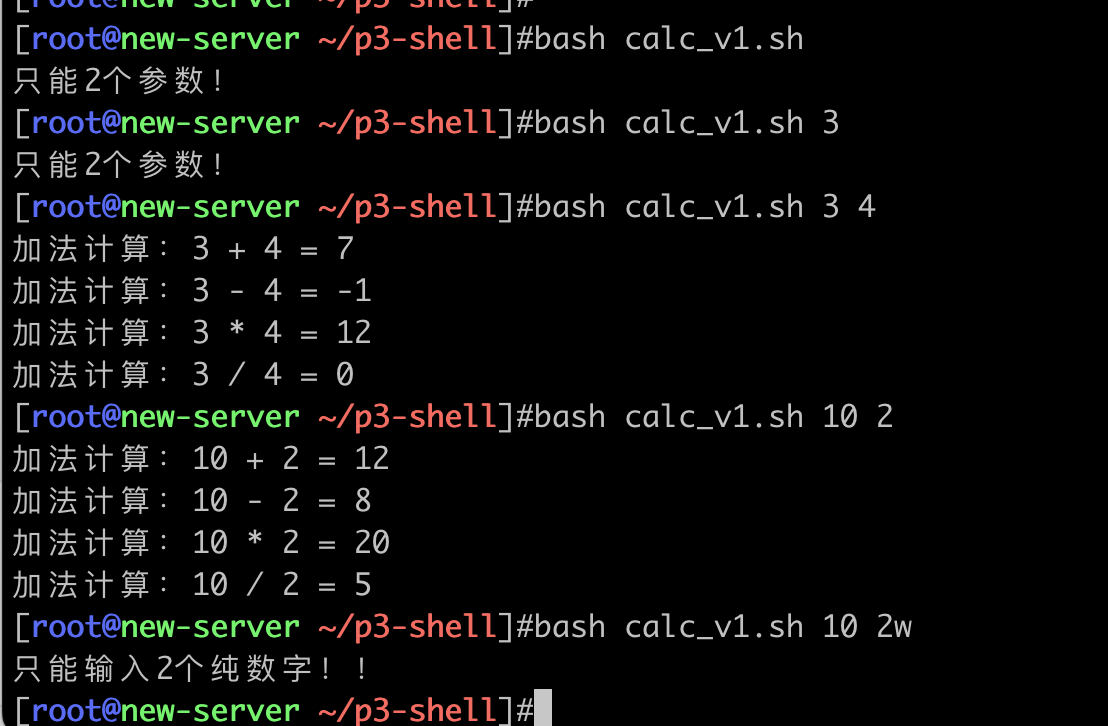 [root@new-server ~/p3-shell]#
[root@new-server ~/p3-shell]#bash calc_v1.sh
只能2个参数!
[root@new-server ~/p3-shell]#bash calc_v1.sh 3
只能2个参数!
[root@new-server ~/p3-shell]#bash calc_v1.sh 3 4
加法计算: 3 + 4 = 7
加法计算: 3 - 4 = -1
加法计算: 3 * 4 = 12
加法计算: 3 / 4 = 0
[root@new-server ~/p3-shell]#bash calc_v1.sh 10 2
加法计算: 10 + 2 = 12
加法计算: 10 - 2 = 8
加法计算: 10 * 2 = 20
加法计算: 10 / 2 = 5
[root@new-server ~/p3-shell]#bash calc_v1.sh 10 2w
只能输入2个纯数字!!
[root@new-server ~/p3-shell]#